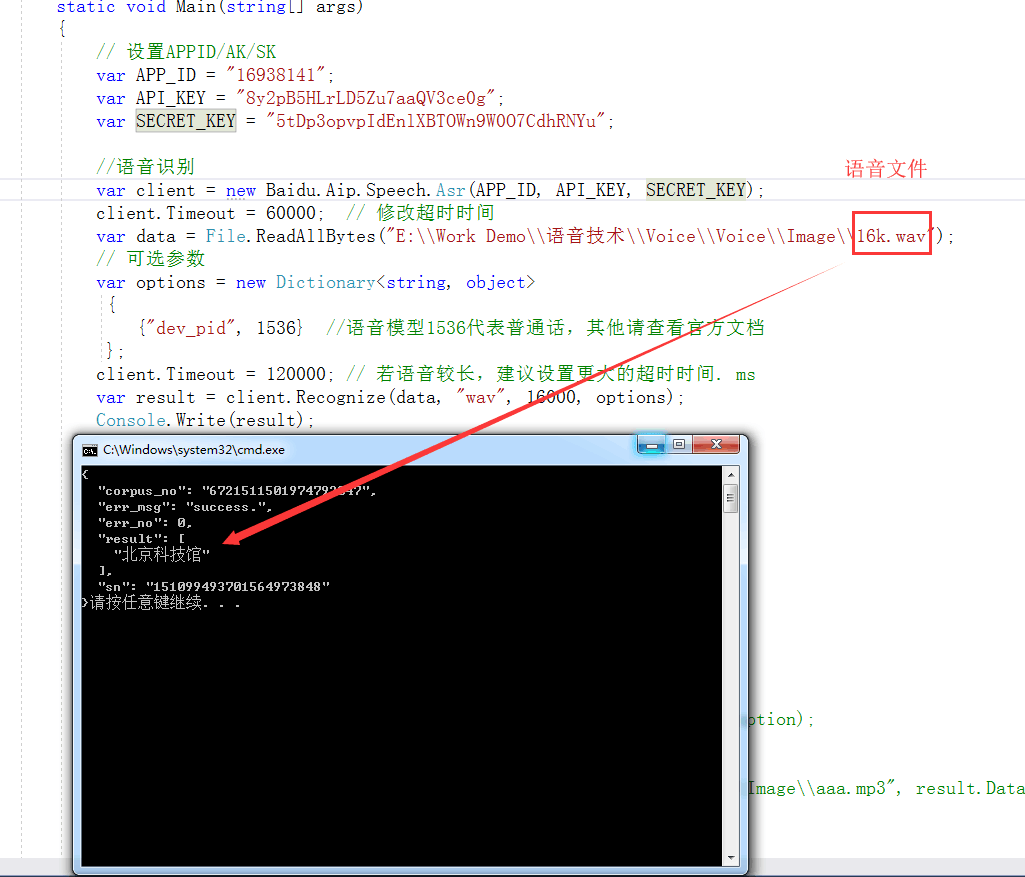 static void Main(string[] args)
{
// 设置APPID/AK/SK
var APP_ID = "16938141";
var API_KEY = "8y2pB5HLrLD5Zu7aaQV3ce0g";
var SECRET_KEY = "5tDp3opvpIdEnlXBTOWn9W0O7CdhRNYu";
//语音识别
语音文件
var client = new Baidu.Aip.Speech.Asr(APP_ID, API_KEY, SECRET_KEY);
client.Timeout = 60000;  // 修改超时时间
var data = File.ReadAllBytes("E:\\Work Demo\\语音技术\\Voice\\Voice\\Image\\16k.wav");
// 可选参数
var options = new Dictionary<string, object>
{
{"dev_pid", 1536}  //语音模型1536代表普通话，其他请查看官方文档
};
client.Timeout = 120000; // 若语音较长，建议设置更大的超时时间. ms
var result = client.Recognize(data, "wav", 16000, options);
Console.Write(result);
C:\Windows\system32\cmd.exe
{
"corpus_no":
"err_msg": "success.",
"err_no": 0,
"result": [
"北京科技馆"
],
"sn": "151099493701564973848"
}请按任意键继续. . .
ption);
Image\\aaa.mp3", result.Data